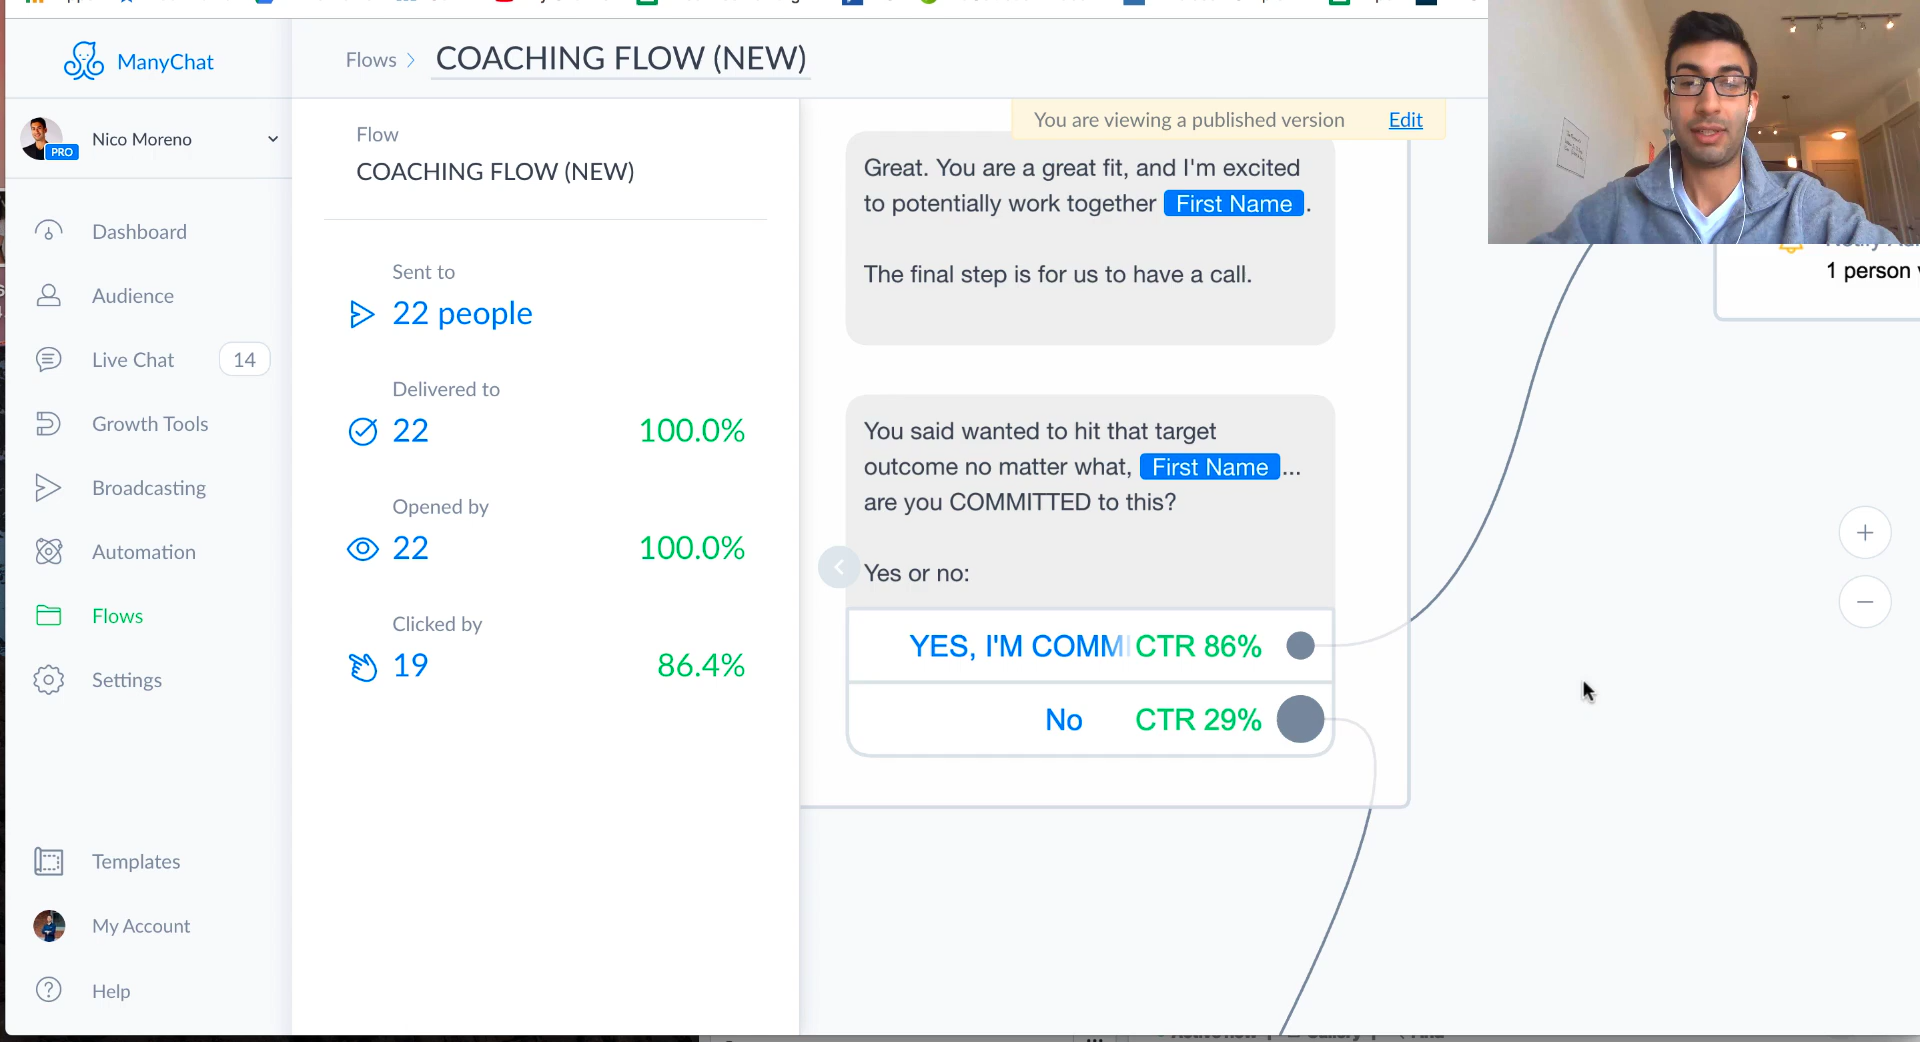 ManyChat
Flows > COACHING FLOW (NEW)
PRO
Nico Moreno
Dashboard
Audience
Live Chat 14
Growth Tools
Broadcasting
Automation
Flows
Settings
Templates
My Account
Help
Flow
COACHING FLOW (NEW)
Sent to
22 people
Delivered to
22 100.0%
Opened by
22 100.0%
Clicked by
19 86.4%
You are viewing a published version Edit
Great. You are a great fit, and I'm excited
to potentially work together First Name.
The final step is for us to have a call.
You said wanted to hit that target
outcome no matter what, First Name...
are you COMMITTED to this?
Yes or no:
YES, I'M COMM CTR 86%
No CTR 29%
1 person